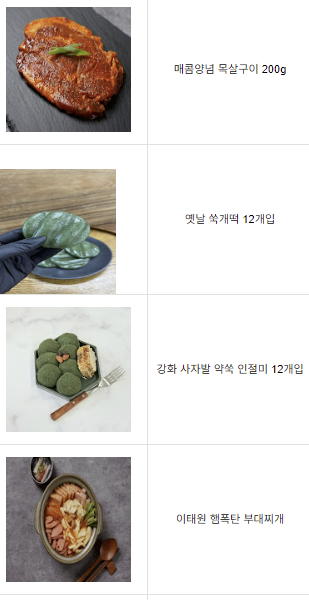 매콤양념 목살구이 200g
옛날 쑥개떡 12개입
강화 사자발 약쑥 인절미 12개입
이태원 햄폭탄 부대찌개